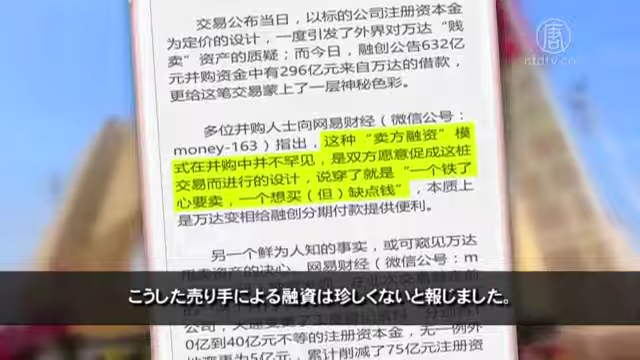 交易公布当日，以标的公司注册资本金
为定价的设计，一度引发了外界对万达“贱
卖”资产的质疑；而今日，融创公告632亿
元并购资金中有296亿元来自万达的借款，
更给这笔交易蒙上了一层神秘色彩。
多位并购人士向网易财经（微信公号：
money-163）指出，这种“卖方融资”模
式在并购中并不罕见，是双方愿意促成这桩
交易而进行的设计，说穿了就是“一个铁了
心要卖，一个想买（但）缺点钱”，本质上
是万达变相给融创分期付款提供便利。
另一个鲜为人知的事实，或可窥见万达
资产的决心。网易财经（微信公号：m
こうした売り手による融資は珍しくないと報じました。
公司，
0亿到40亿元不等的注册资本金，无一例外
为5亿元，累计削减了75亿元注册资
唐
ntdtv.co